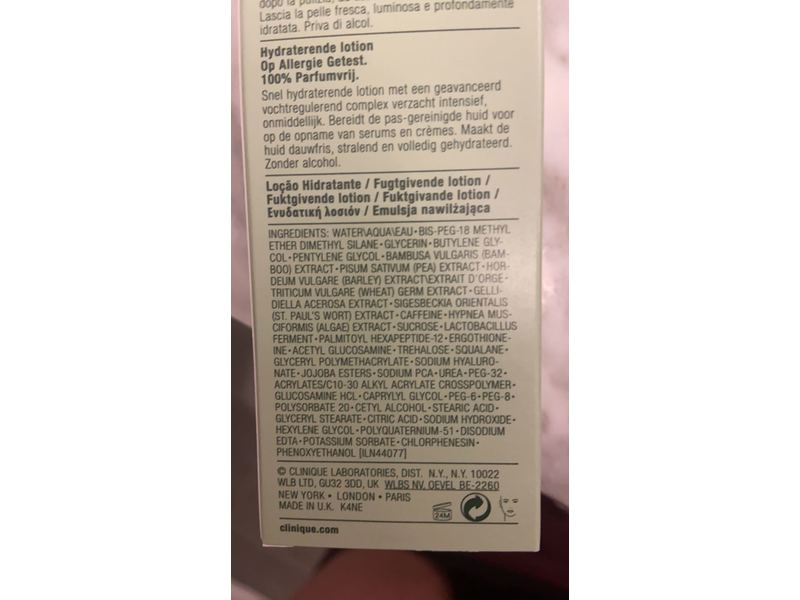 dopo la pulizia,
Lascia la pelle fresca, luminosa e profondamente
idratata. Priva di alcol.
Hydraterende lotion
Op Allergie Getest.
100% Parfumvrij.
Snel hydraterende lotion met een geavanceerd
vochtregulerend complex verzacht intensief,
onmiddellijk. Bereidt de pas-gereinigde huid voor
op de opname van serums en crèmes. Maakt de
huid dauwfris, stralend en volledig gehydrateerd.
Zonder alcohol.
Loção Hidratante / Fugtgivende lotion /
Fuktgivende lotion / Fuktgivande lotion /
Ενυδατική λοσιόν / Emulsja nawilżająca
INGREDIENTS: WATER\AQUA\EAU•BIS-PEG-18 METHYL
ETHER DIMETHYL SILANE•GLYCERIN•BUTYLENE GLY-
COL•PENTYLENE GLYCOL•BAMBUSA VULGARIS (BAM-
BOO) EXTRACT•PISUM SATIVUM (PEA) EXTRACT•HOR-
DEUM VULGARE (BARLEY) EXTRACT\EXTRAIT D'ORGE•
TRITICUM VULGARE (WHEAT) GERM EXTRACT•GELI-
DIELLA ACEROSA EXTRACT•SIGESBECKIA ORIENTALIS
(ST. PAUL'S WORT) EXTRACT•CAFFEINE•HYPNEA MUS-
CIFORMIS (ALGAE) EXTRACT•SUCROSE•LACTOBACILLUS
FERMENT•PALMITOYL HEXAPEPTIDE-12•ERGOTHIONE-
INE•ACETYL GLUCOSAMINE•TREHALOSE•SQUALANE•
GLYCERYL POLYMETHACRYLATE•SODIUM HYALURO-
NATE•JOJOBA ESTERS•SODIUM PCA•UREA•PEG-32•
ACRYLATES/C10-30 ALKYL ACRYLATE CROSSPOLYMER•
GLUCOSAMINE HCL•CAPRYLYL GLYCOL•PEG-6•PEG-8•
POLYSORBATE 20•CETYL ALCOHOL•STEARIC ACID•
GLYCERYL STEARATE•CITRIC ACID•SODIUM HYDROXIDE•
HEXYLENE GLYCOL•POLYQUATERNIUM-51•DISODIUM
EDTA•POTASSIUM SORBATE•CHLORPHENESIN•
PHENOXYETHANOL [ILN44077]
© CLINIQUE LABORATORIES, DIST. N.Y., N.Y. 10022
WLB LTD, GU32 3DD, UK WLBS NV, OEVEL BE-2260
NEW YORK • LONDON • PARIS
MADE IN U.K. K4NE
24M
clinique.com